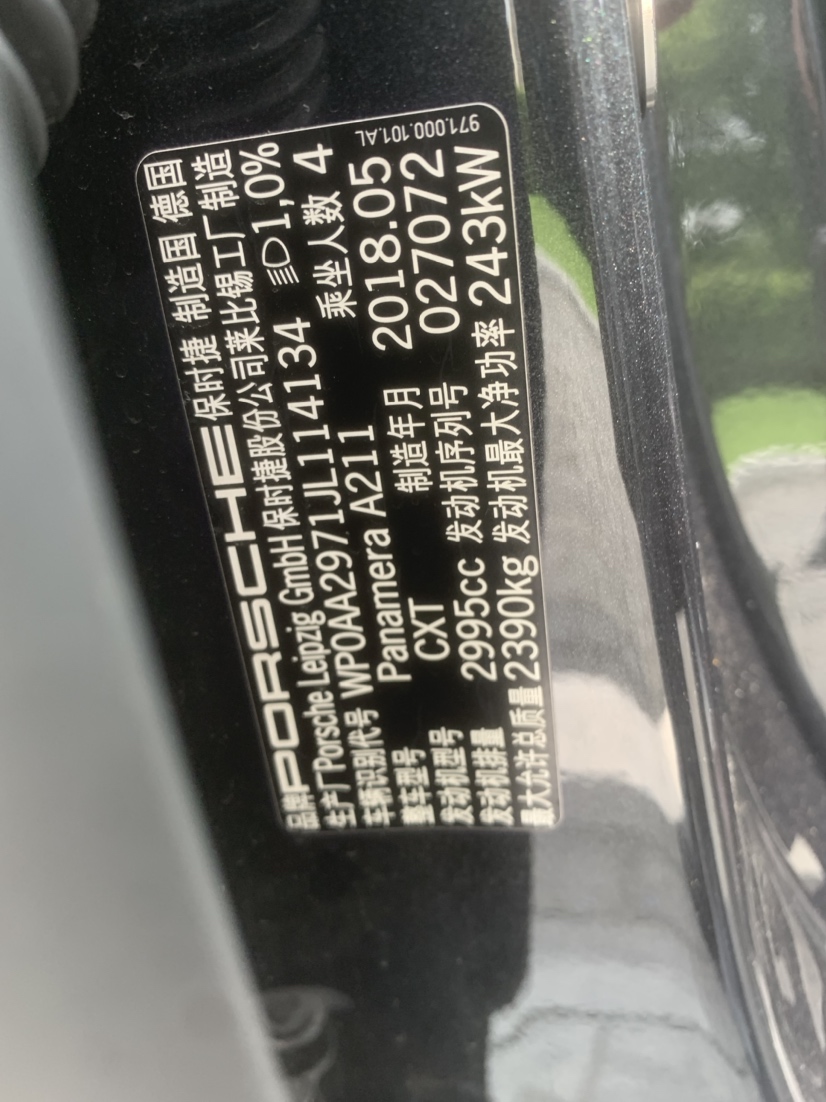 品牌 PORSCHE 保时捷 制造国 德国
生产厂 Porsche Leipzig GmbH 保时捷股份公司莱比锡工厂制造
车辆识别代号 WP0AA2971JL114134 1,0%
整车型号 Panamera A211 乘坐人数 4
发动机型号 CXT 制造年月 2018.05
发动机排量 2995cc 发动机序列号 027072
最大允许总质量 2390kg 发动机最大净功率 243kW
971.000.101.AL